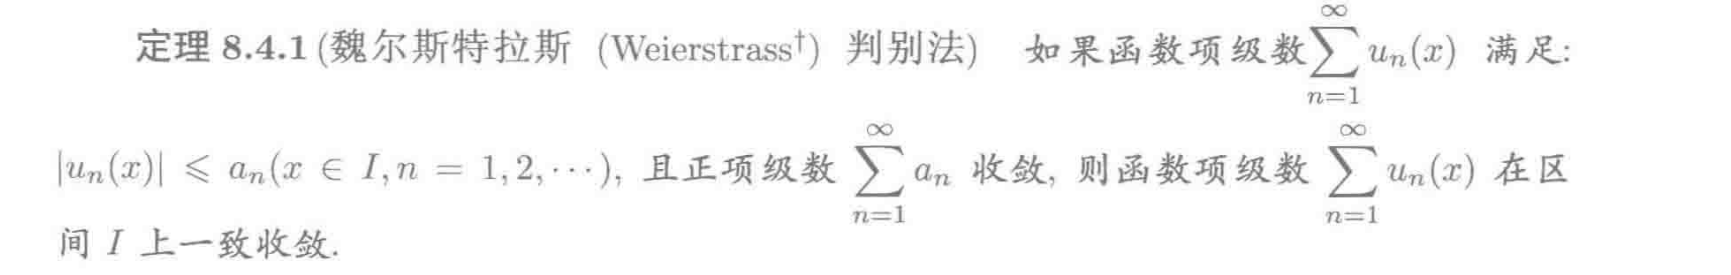 定理 8.4.1 (魏尔斯特拉斯 (Weierstrass†) 判别法) 如果函数项级数 $\sum_{n=1}^{\infty} u_n(x)$ 满足:
$|u_n(x)| \leqslant a_n (x \in I, n = 1, 2, \cdots)$, 且正项级数 $\sum_{n=1}^{\infty} a_n$ 收敛, 则函数项级数 $\sum_{n=1}^{\infty} u_n(x)$ 在区
间 $I$ 上一致收敛.